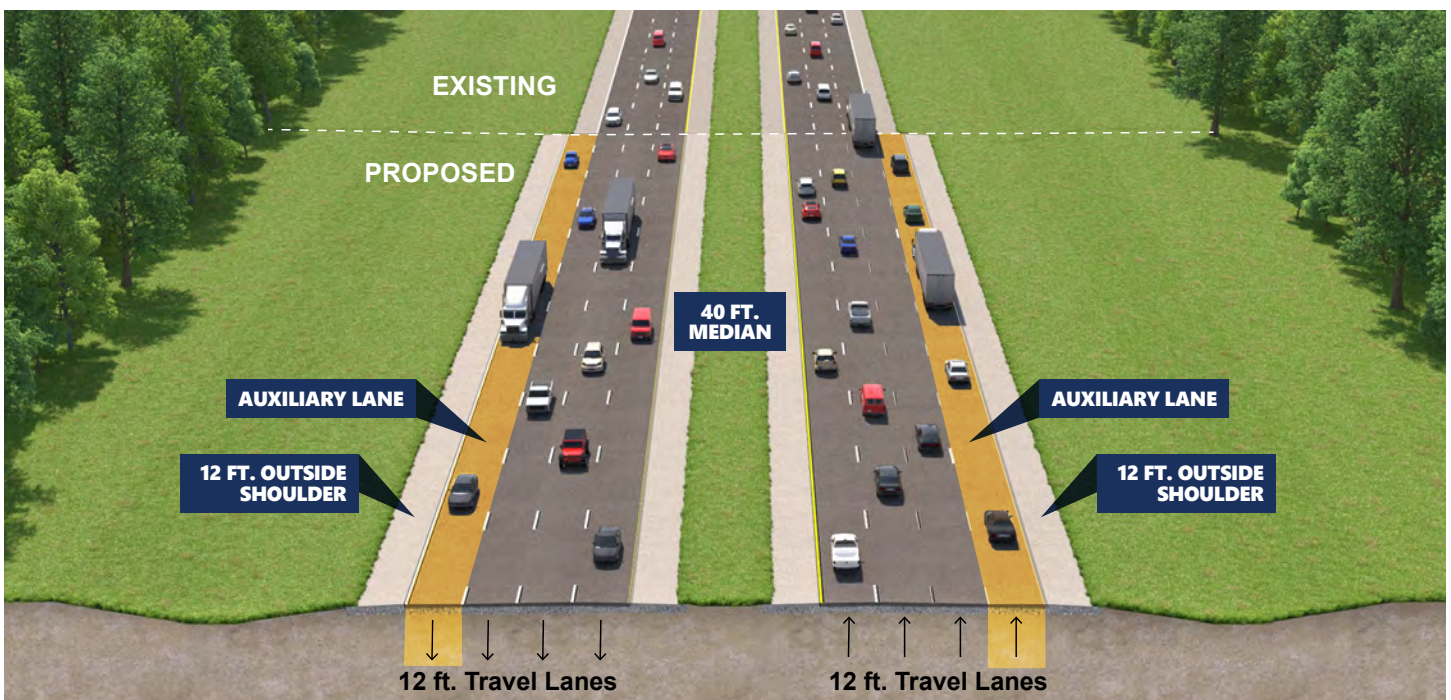 EXISTING
PROPOSED
40 FT.
MEDIAN
AUXILIARY LANE
AUXILIARY LANE
12 FT. OUTSIDE
SHOULDER
12 FT. OUTSIDE
SHOULDER
12 ft. Travel Lanes
12 ft. Travel Lanes